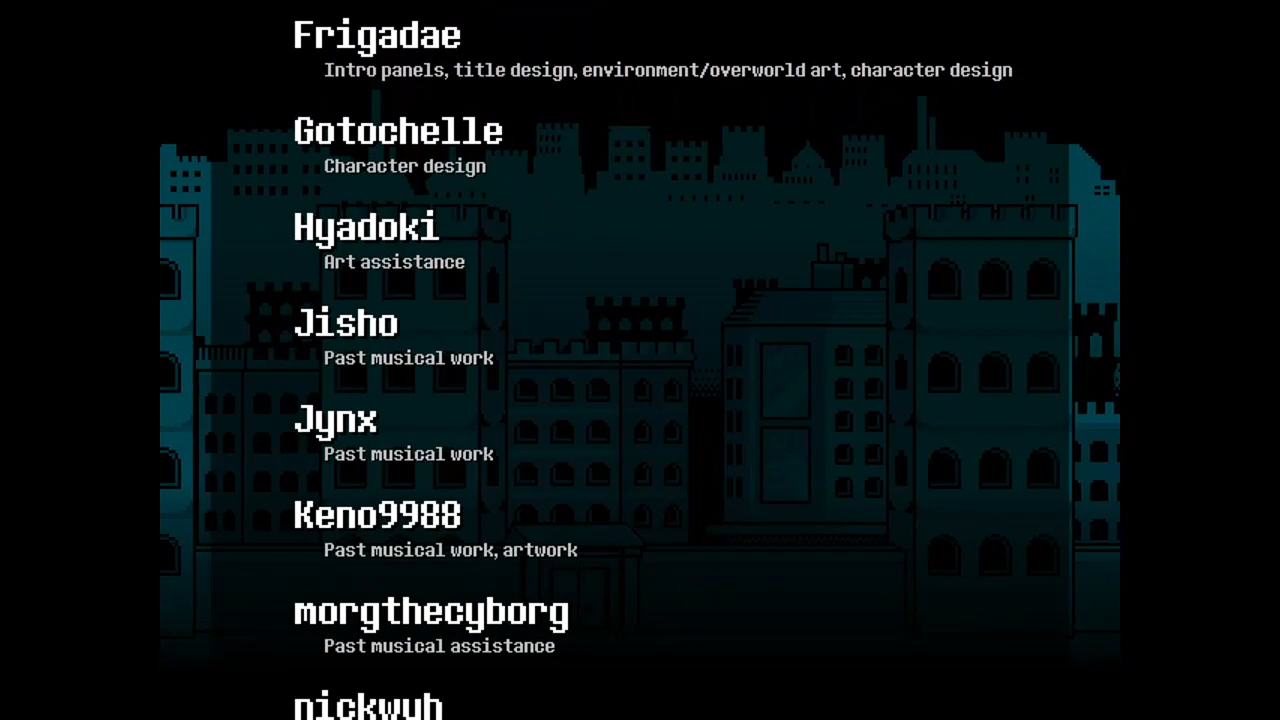 Frigadae
Intro panels, title design, environment/overworld art, character design
Gotochelle
Character design
Hyadoki
Art assistance
Jisho
Past musical work
Jynx
Past musical work
Keno9988
Past musical work, artwork
morgthecyborg
Past musical assistance
nickwuh